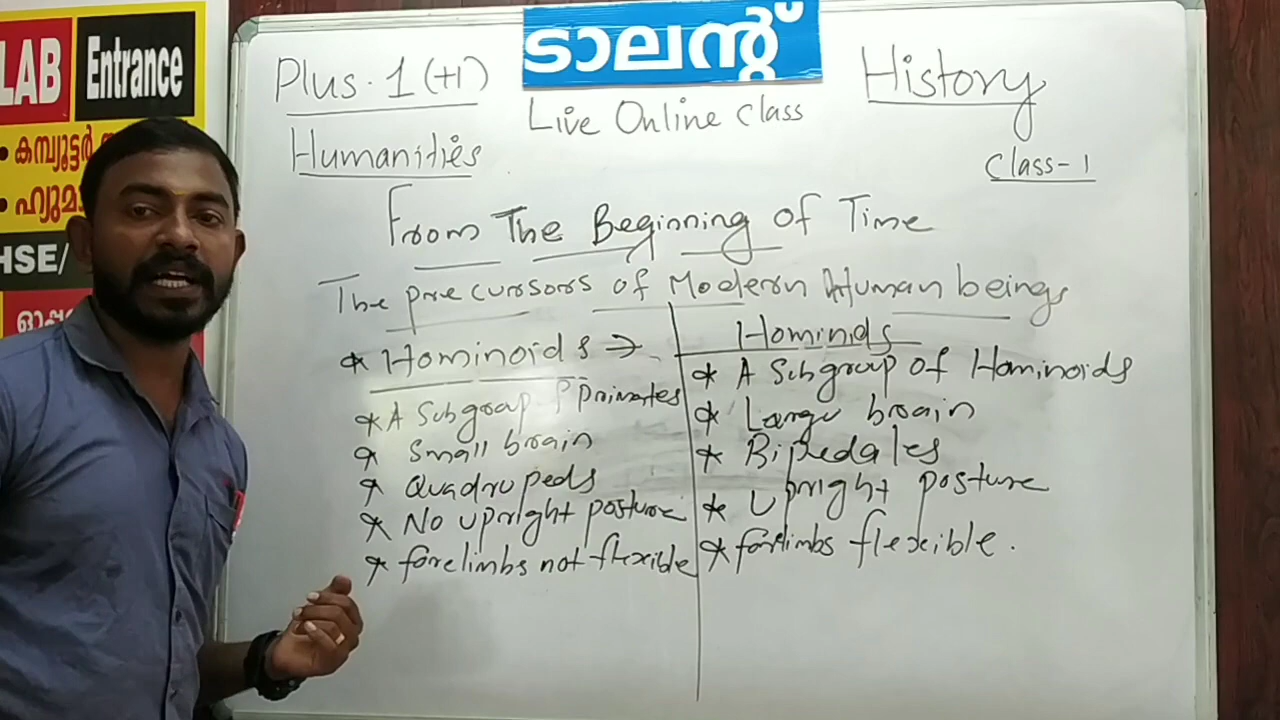 LAB
Entrance
കമ്പ്യൂട്ടർ
ഹ്യുമാ
HSE/
ടാലന്റ്
Plus.1 (+1)
History
Live Online Class
Humanities
Class-1
From The Beginning of Time
The precursors of Modern Human beings
* Hominoids →
* A Subgroup of primates
* Small brain
* Quadrupeds
* No upright posture
* forelimbs not flexible
Hominids
* A Subgroup of Hominoids
* Large brain
* Bipedales
* Upright posture
* forelimbs flexible.